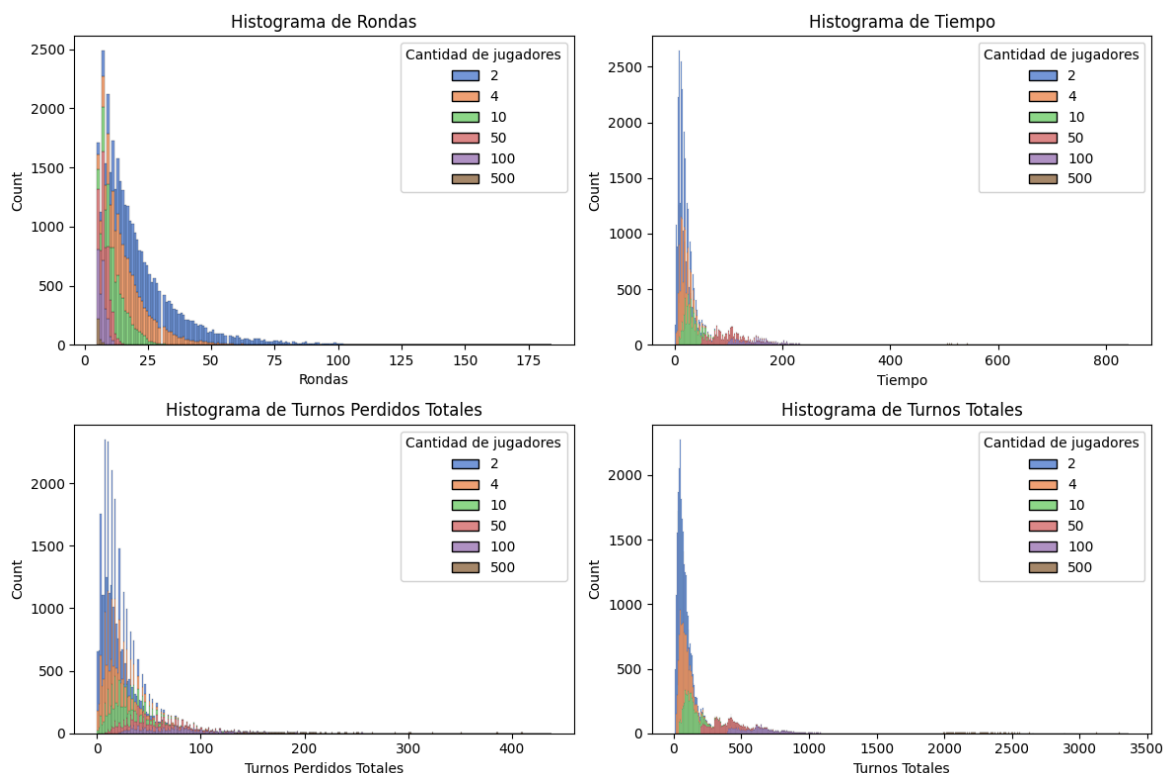 Histograma de Rondas
Count
2500
2000
1500
1000
500
0
0 25 50 75 100 125 150 175
Rondas
Cantidad de jugadores
2
4
10
50
100
500
Histograma de Tiempo
Count
2500
2000
1500
1000
500
0
0 200 400 600 800
Tiempo
Cantidad de jugadores
2
4
10
50
100
500
Histograma de Turnos Perdidos Totales
Count
2000
1500
1000
500
0
0 100 200 300 400
Turnos Perdidos Totales
Cantidad de jugadores
2
4
10
50
100
500
Histograma de Turnos Totales
Count
2000
1500
1000
500
0
0 500 1000 1500 2000 2500 3000 3500
Turnos Totales
Cantidad de jugadores
2
4
10
50
100
500